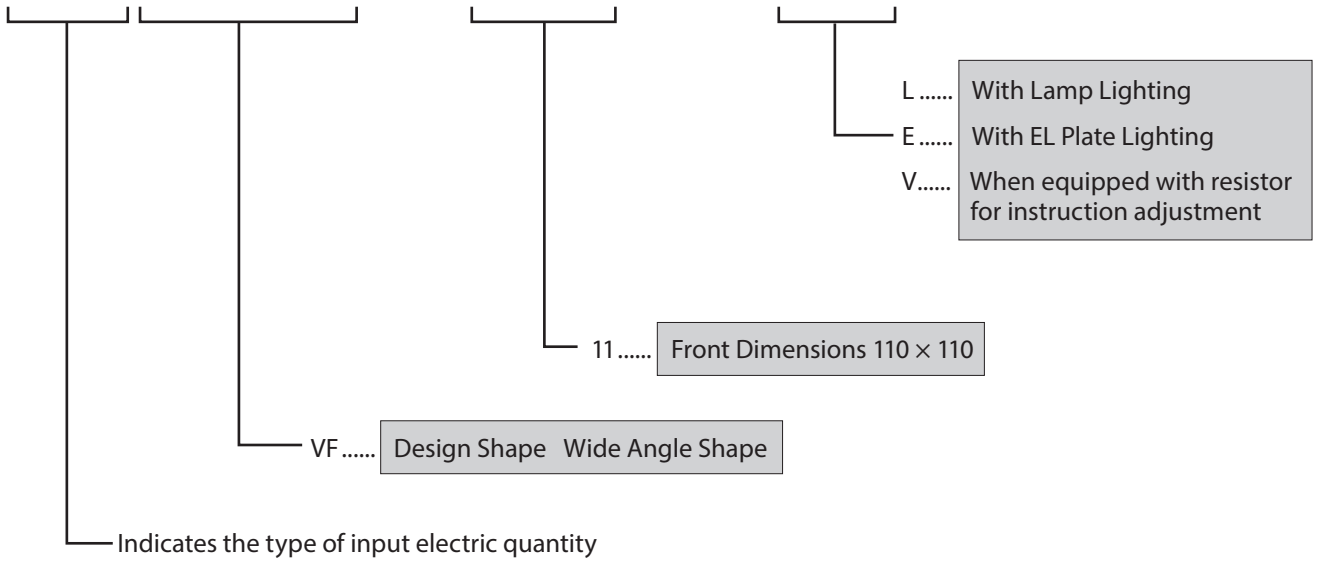 L ...... With Lamp Lighting
E ...... With EL Plate Lighting
V...... When equipped with resistor
for instruction adjustment
11 ...... Front Dimensions 110 × 110
VF ...... Design Shape Wide Angle Shape
Indicates the type of input electric quantity